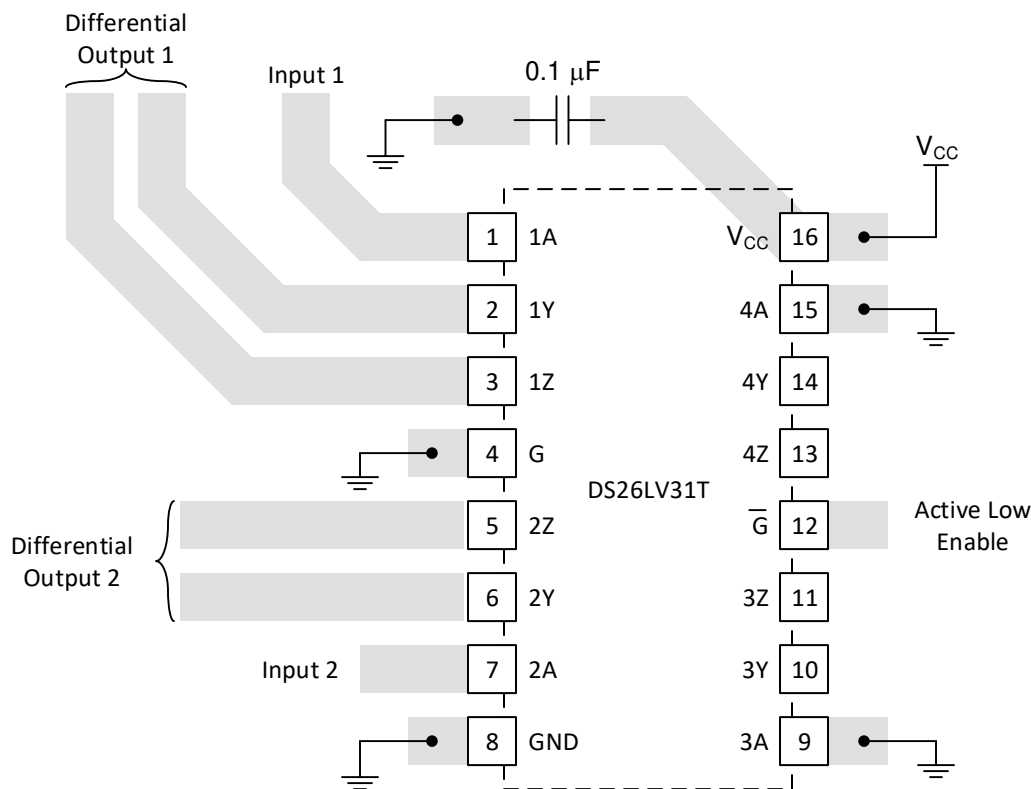 Differential
Output 1
Input 1
0.1 μF
VCC
1 1A
VCC 16
2 1Y
4A 15
3 1Z
4Y 14
4 G
4Z 13
DS26LV31T
5 2Z
G̅ 12
Active Low
Enable
Differential
Output 2
6 2Y
3Z 11
Input 2
7 2A
3Y 10
8 GND
3A 9